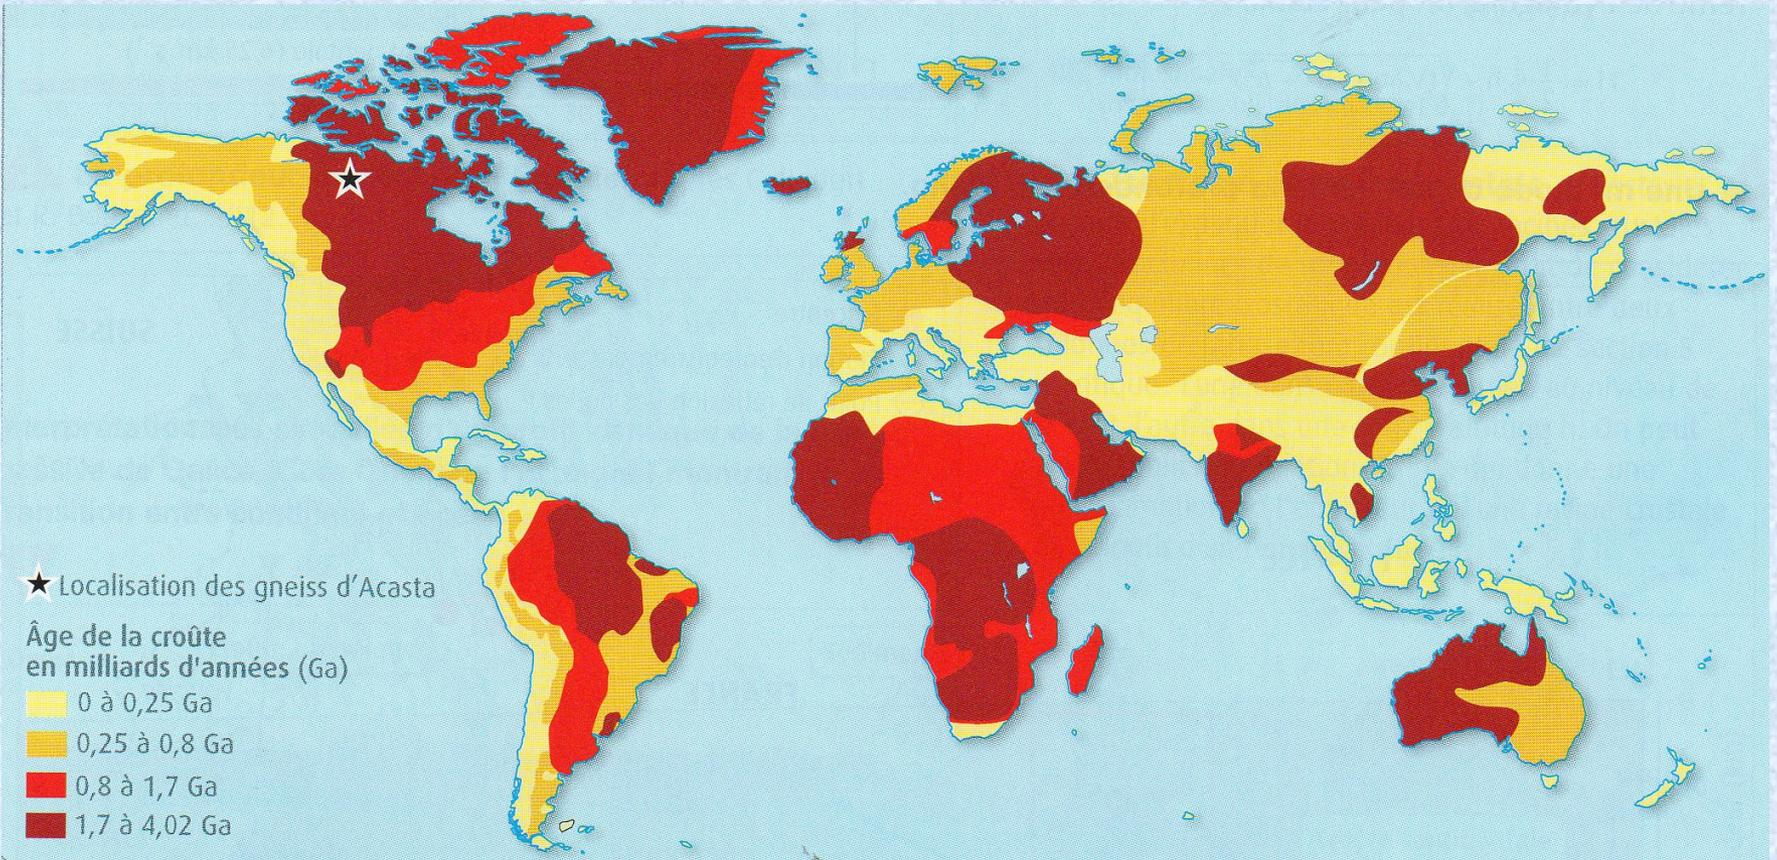 Localisation des gneiss d'Acasta
Âge de la croûte
en milliards d'années (Ga)
0 à 0,25 Ga
0,25 à 0,8 Ga
0,8 à 1,7 Ga
1,7 à 4,02 Ga